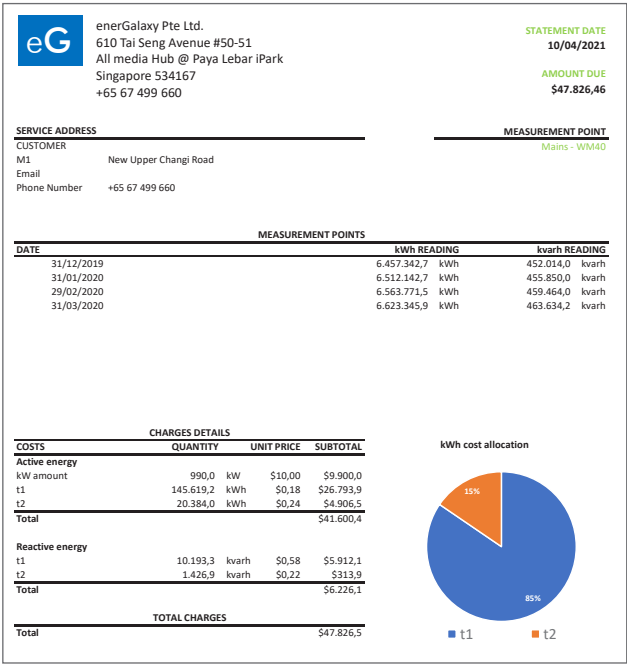 eG
enerGalaxy Pte Ltd.
610 Tai Seng Avenue #50-51
All media Hub @ Paya Lebar iPark
Singapore 534167
+65 67 499 660
STATEMENT DATE
10/04/2021
AMOUNT DUE
$47.826,46
SERVICE ADDRESS
CUSTOMER
M1 New Upper Changi Road
Email
Phone Number +65 67 499 660
MEASUREMENT POINT
Mains - WM40
MEASUREMENT POINTS
DATE kWh READING kvarh READING
31/12/2019 6.457.342,7 kWh 452.014,0 kvarh
31/01/2020 6.512.142,7 kWh 455.850,0 kvarh
29/02/2020 6.563.771,5 kWh 459.464,0 kvarh
31/03/2020 6.623.345,9 kWh 463.634,2 kvarh
CHARGES DETAILS
COSTS QUANTITY UNIT PRICE SUBTOTAL
Active energy
kW amount 990,0 kW $10,00 $9.900,0
t1 145.619,2 kWh $0,18 $26.793,9
t2 20.384,0 kWh $0,24 $4.906,5
Total $41.600,4
Reactive energy
t1 10.193,3 kvarh $0,58 $5.912,1
t2 1.426,9 kvarh $0,22 $313,9
Total $6.226,1
TOTAL CHARGES
Total $47.826,5
kWh cost allocation
15%
85%
t1 t2